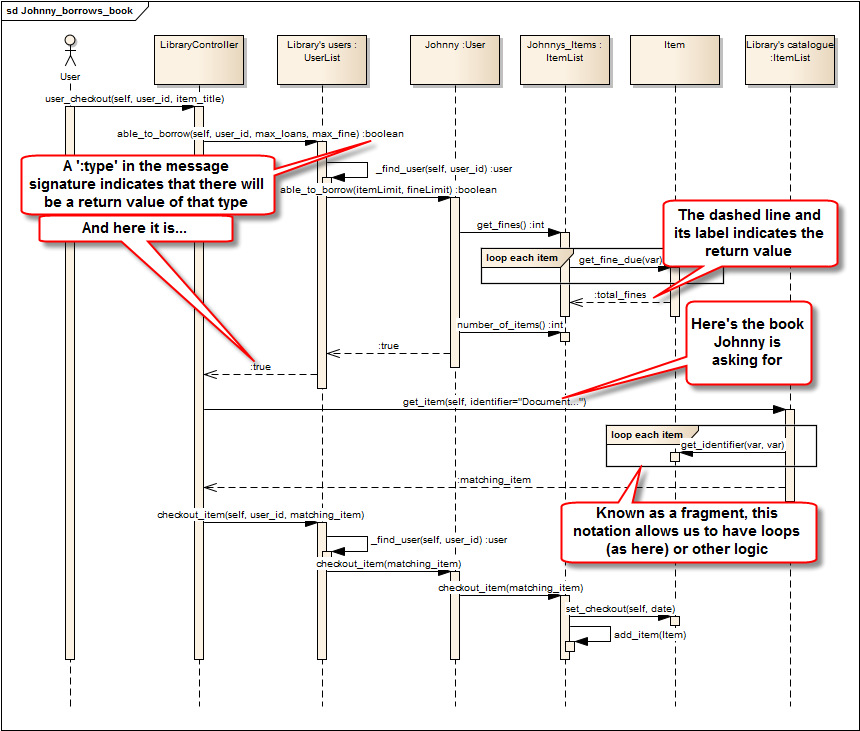 sd Johnny_borrows_book
User
LibraryController
Library's users :
UserList
Johnny :User
Johnnys_Items :
ItemList
Item
Library's catalogue
:ItemList
user_checkout(self, user_id, item_title)
able_to_borrow(self, user_id, max_loans, max_fine) :boolean
A ':type' in the message
signature indicates that there will
be a return value of that type
_find_user(self, user_id) :user
able_to_borrow(itemLimit, fineLimit) :boolean
And here it is...
get_fines() :int
The dashed line and
its label indicates the
return value
loop each item
get_fine_due(var)
:total_fines
number_of_items() :int
Here's the book
Johnny is
asking for
:true
:true
get_item(self, identifier="Document...")
loop each item
get_identifier(var, var)
:matching_item
Known as a fragment, this
notation allows us to have loops
(as here) or other logic
checkout_item(self, user_id, matching_item)
_find_user(self, user_id) :user
checkout_item(matching_item)
checkout_item(matching_item)
set_checkout(self, date)
add_item(Item)